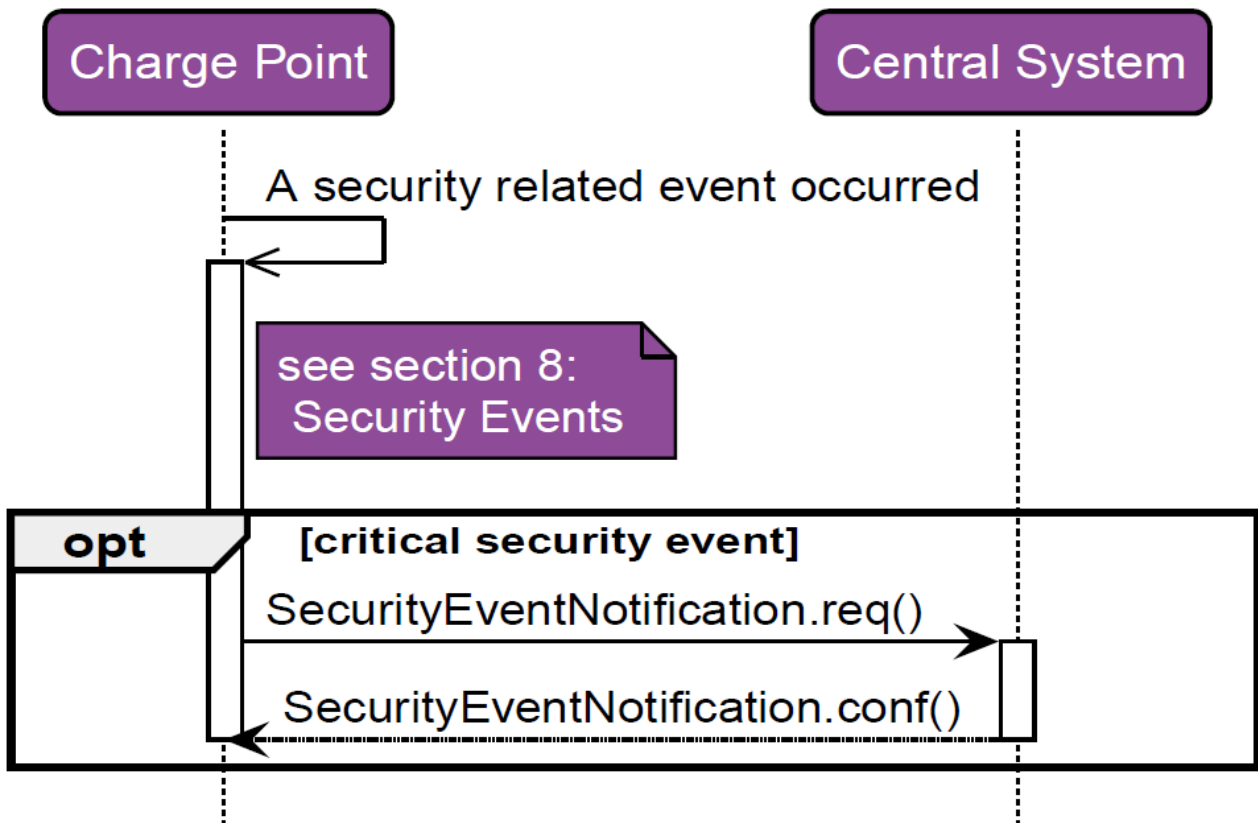 Charge Point
Central System
A security related event occurred
see section 8:
Security Events
opt
[critical security event]
SecurityEventNotification.req()
SecurityEventNotification.conf()